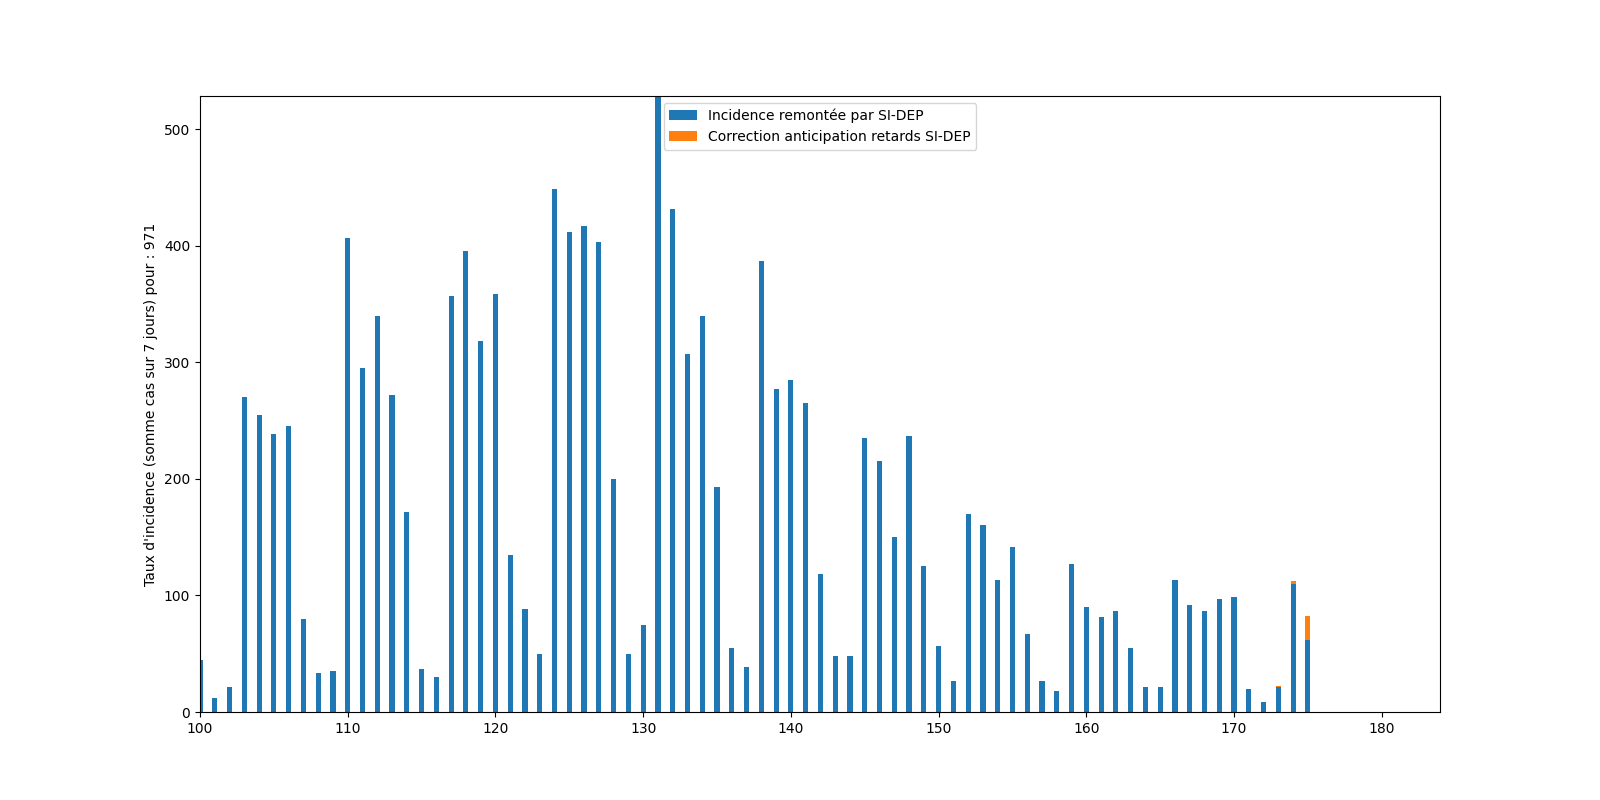 Incidence remontée par SI-DEP
Correction anticipation retards SI-DEP
Taux d'incidence (somme cas sur 7 jours) pour : 971
500
400
300
200
100
0
100 110 120 130 140 150 160 170 180